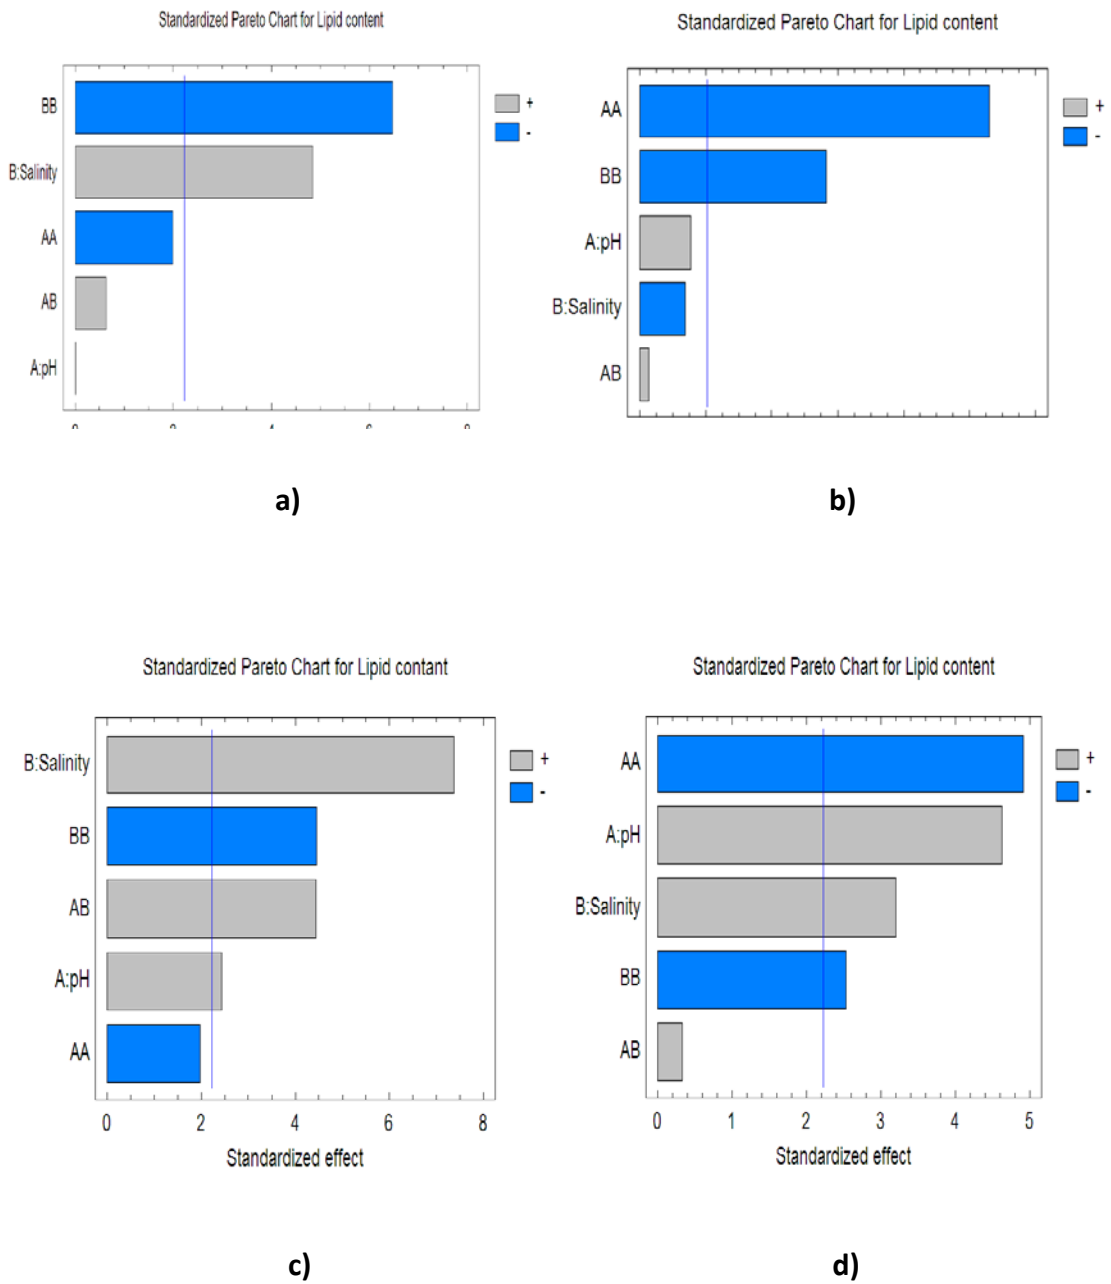 Standardized Pareto Chart for Lipid content
BB
B:Salinity
AA
AB
A:pH
+
-
a)
Standardized Pareto Chart for Lipid content
AA
BB
A:pH
B:Salinity
AB
+
-
b)
Standardized Pareto Chart for Lipid contant
B:Salinity
BB
AB
A:pH
AA
+
-
0 2 4 6 8
Standardized effect
c)
Standardized Pareto Chart for Lipid content
AA
A:pH
B:Salinity
BB
AB
+
-
0 1 2 3 4 5
Standardized effect
d)